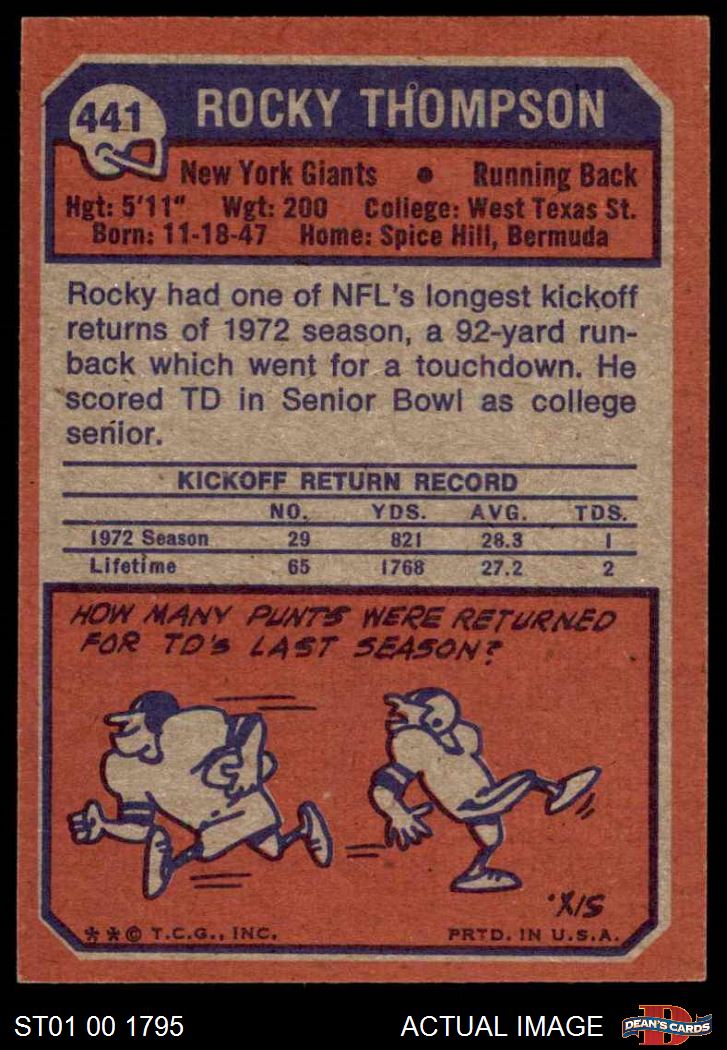 441
ROCKY THOMPSON
New York Giants • Running Back
Hgt: 5'11" Wgt: 200 College: West Texas St.
Born: 11-18-47 Home: Spice Hill, Bermuda
Rocky had one of NFL's longest kickoff
returns of 1972 season, a 92-yard run-
back which went for a touchdown. He
scored TD in Senior Bowl as college
senior.
KICKOFF RETURN RECORD
NO. YDS. AVG. TDS.
1972 Season 29 821 28.3 1
Lifetime 65 1768 27.2 2
HOW MANY PUNTS WERE RETURNED
FOR TD'S LAST SEASON?
SIX.
**© T.C.G., INC. PRTD. IN U.S.A.
ST01 00 1795 ACTUAL IMAGE
D
DEAN'S CARDS